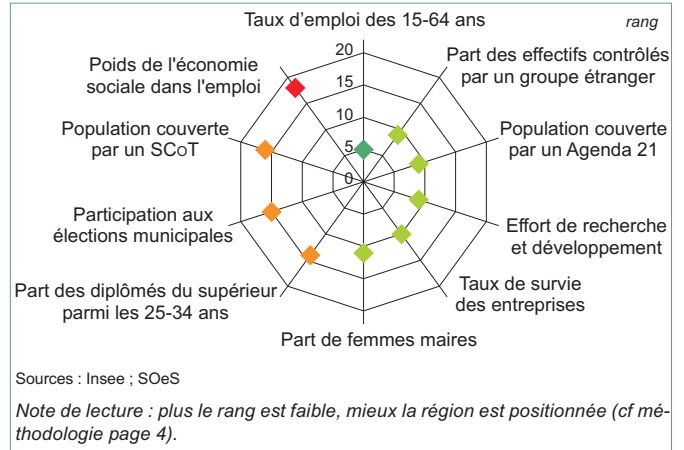 Taux d’emploi des 15-64 ans
rang
Poids de l'économie
sociale dans l'emploi
Part des effectifs contrôlés
par un groupe étranger
Population couverte
par un SCOT
Population couverte
par un Agenda 21
20
15
10
5
0
Participation aux
élections municipales
Effort de recherche
et développement
Part des diplômés du supérieur
parmi les 25-34 ans
Taux de survie
des entreprises
Part de femmes maires
Sources : Insee ; SOeS
Note de lecture : plus le rang est faible, mieux la région est positionnée (cf mé-
thodologie page 4).